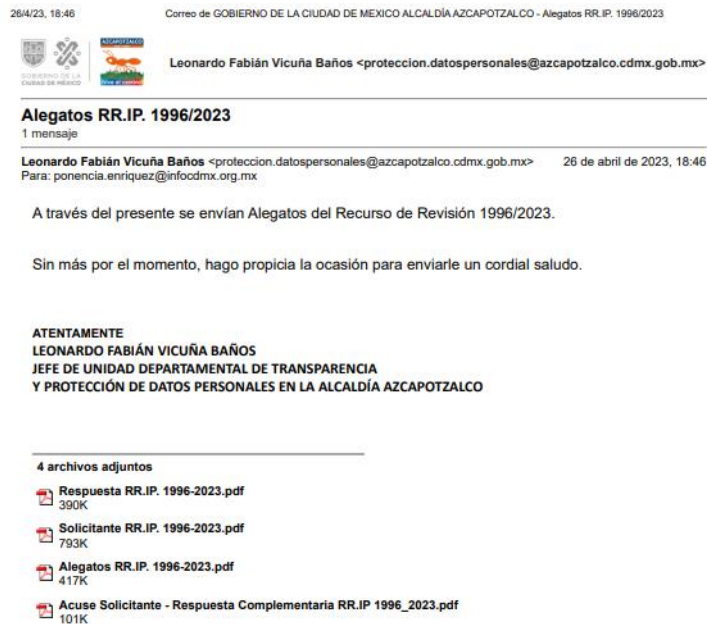 26/4/23, 18:46 Correo de GOBIERNO DE LA CIUDAD DE MEXICO ALCALDÍA AZCAPOTZALCO - Alegatos RR.IP. 1996/2023
AZCAPOTZALCO
GOBIERNO DE LA
CIUDAD DE MÉXICO
Leonardo Fabián Vicuña Baños <proteccion.datospersonales@azcapotzalco.cdmx.gob.mx>
Alegatos RR.IP. 1996/2023
1 mensaje
Leonardo Fabián Vicuña Baños <proteccion.datospersonales@azcapotzalco.cdmx.gob.mx> 26 de abril de 2023, 18:46
Para: ponencia.enriquez@infocdmx.org.mx
A través del presente se envían Alegatos del Recurso de Revisión 1996/2023.
Sin más por el momento, hago propicia la ocasión para enviarle un cordial saludo.
ATENTAMENTE
LEONARDO FABIÁN VICUÑA BAÑOS
JEFE DE UNIDAD DEPARTAMENTAL DE TRANSPARENCIA
Y PROTECCIÓN DE DATOS PERSONALES EN LA ALCALDÍA AZCAPOTZALCO
4 archivos adjuntos
Respuesta RR.IP. 1996-2023.pdf
390K
Solicitante RR.IP. 1996-2023.pdf
793K
Alegatos RR.IP. 1996-2023.pdf
417K
Acuse Solicitante - Respuesta Complementaria RR.IP 1996_2023.pdf
101K